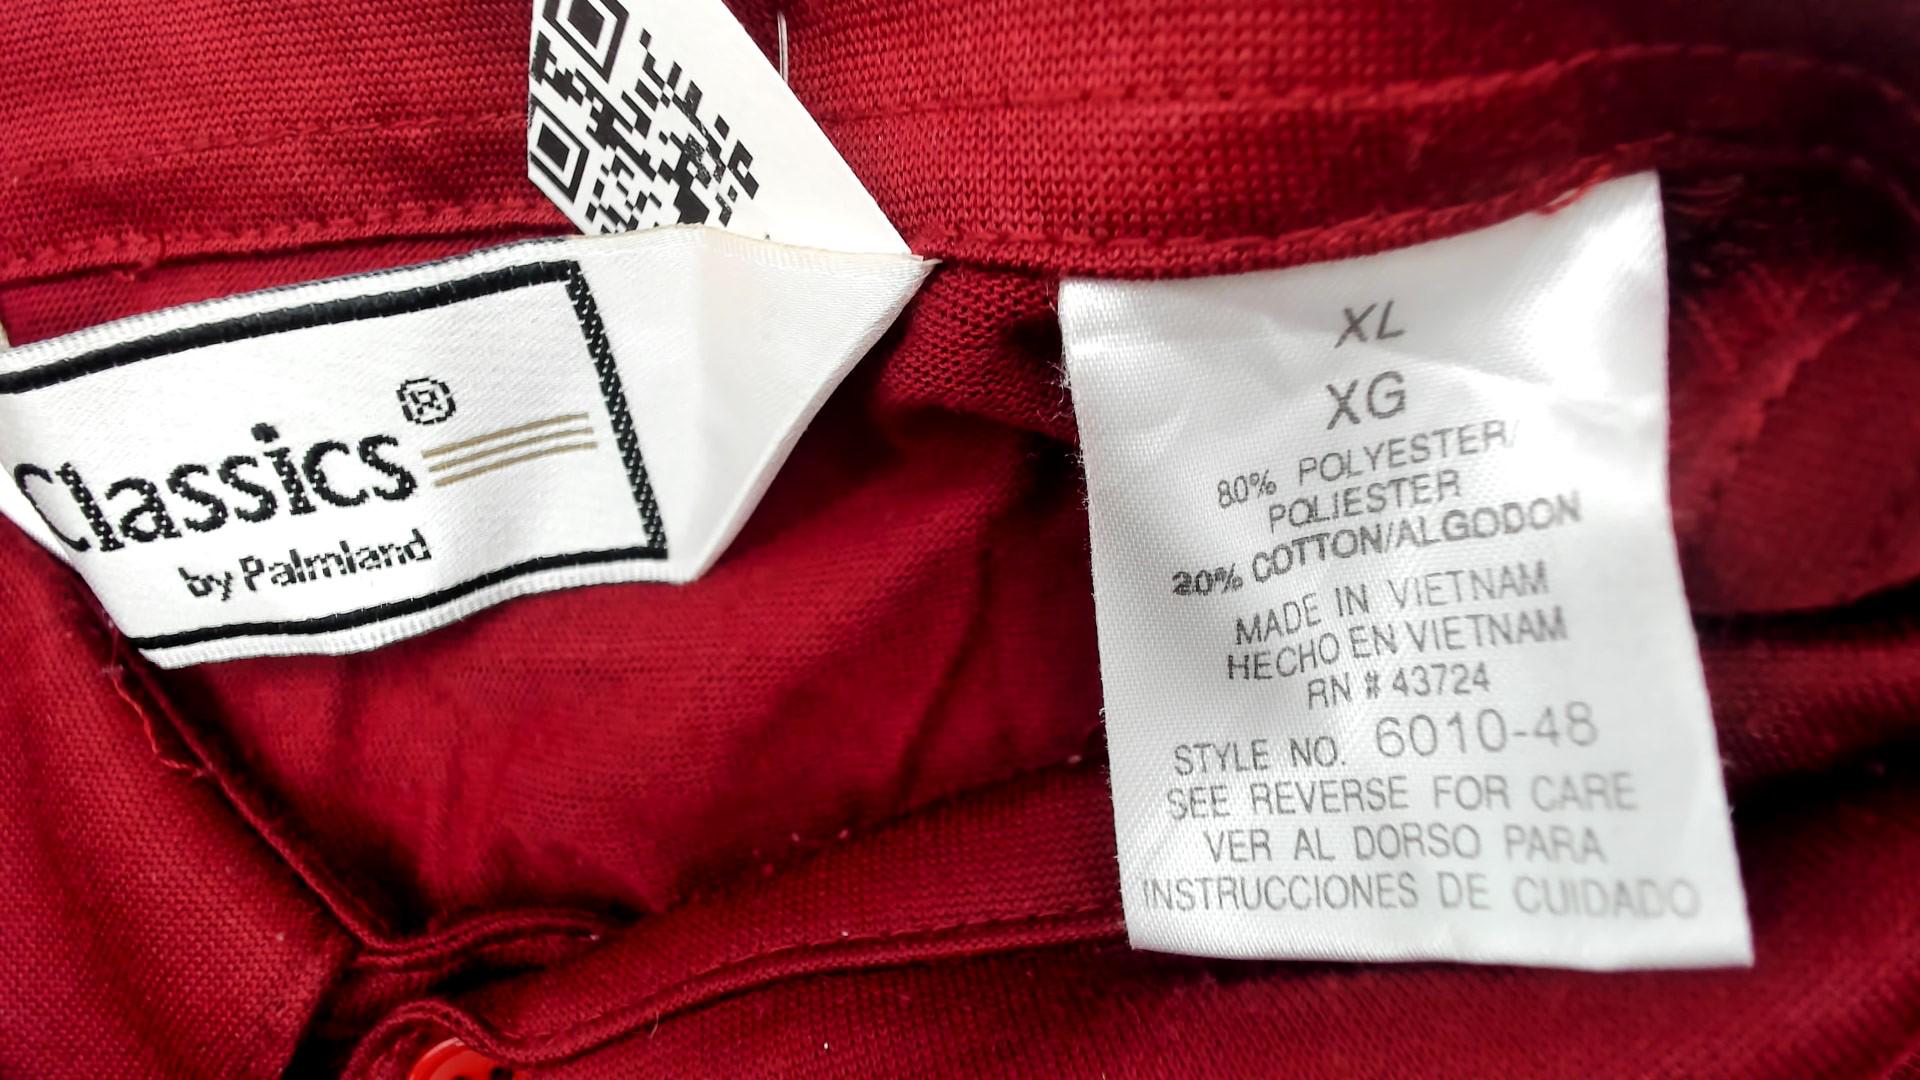 Classics®
by Palmland
XL
XG
80% POLYESTER/
POLIESTER
20% COTTON/ALGODON
MADE IN VIETNAM
HECHO EN VIETNAM
RN # 43724
STYLE NO. 6010-48
SEE REVERSE FOR CARE
VER AL DORSO PARA
INSTRUCCIONES DE CUIDADO